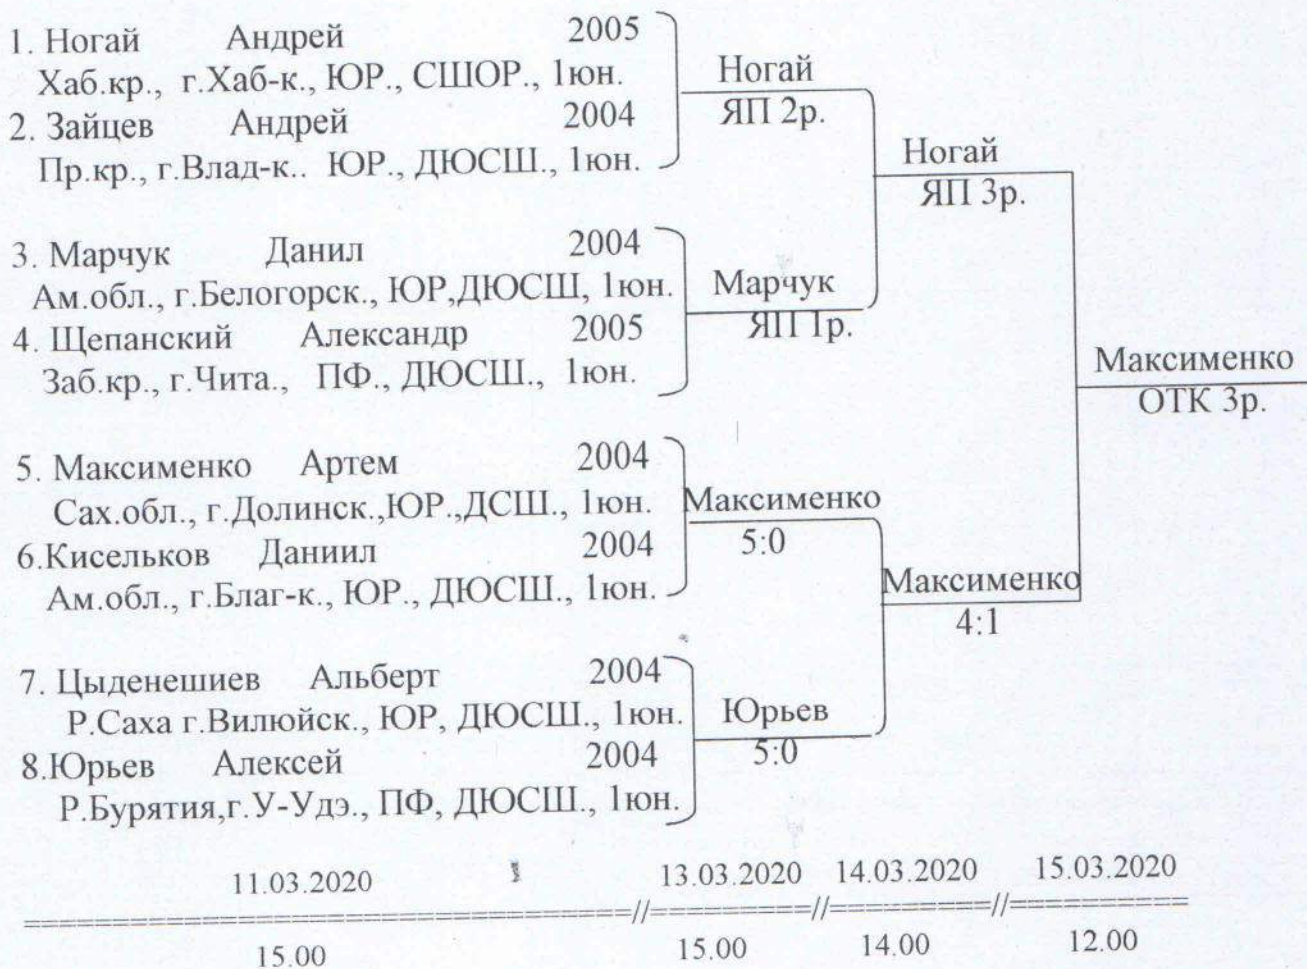 1. Ногай Андрей 2005
Хаб.кр., г.Хаб-к., ЮР., СШОР., 1юн.
2. Зайцев Андрей 2004
Пр.кр., г.Влад-к.. ЮР., ДЮСШ., 1юн.
Ногай
ЯП 2р.
3. Марчук Данил 2004
Ам.обл., г.Белогорск., ЮР,ДЮСШ, 1юн.
4. Щепанский Александр 2005
Заб.кр., г.Чита., ПФ., ДЮСШ., 1юн.
Марчук
ЯП 1р.
Ногай
ЯП 3р.
5. Максименко Артем 2004
Сах.обл., г.Долинск.,ЮР.,ДСШ., 1юн.
6.Кисельков Даниил 2004
Ам.обл., г.Благ-к., ЮР., ДЮСШ., 1юн.
Максименко
5:0
7. Цыденешиев Альберт 2004
Р.Саха г.Вилюйск., ЮР, ДЮСШ., 1юн.
8.Юрьев Алексей 2004
Р.Бурятия,г.У-Удэ., ПФ, ДЮСШ., 1юн.
Юрьев
5:0
Максименко
4:1
Максименко
ОТК 3р.
11.03.2020 13.03.2020 14.03.2020 15.03.2020
==================================//==========//==========//===========
15.00 15.00 14.00 12.00